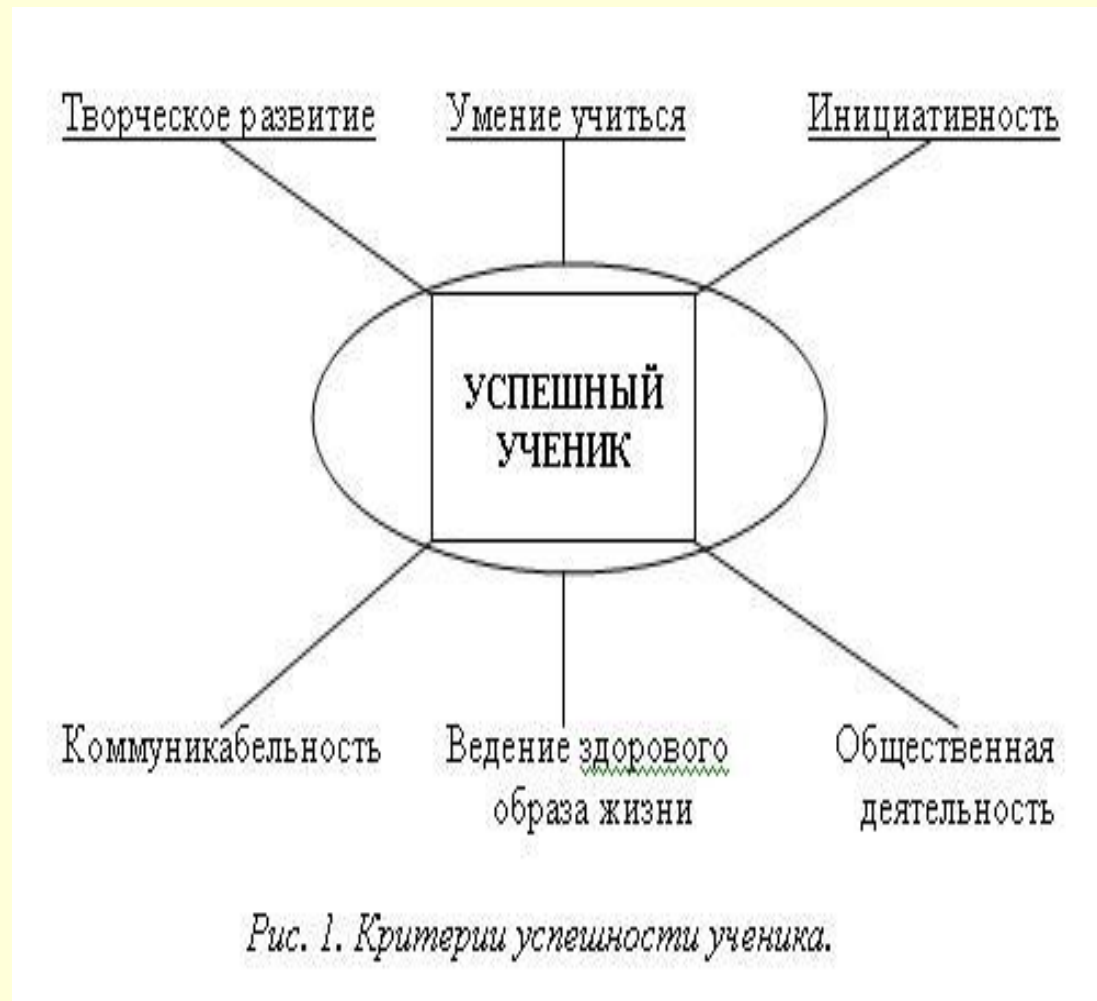 Творческое развитие
Умение учиться
Инициативность
УСПЕШНЫЙ
УЧЕНИК
Коммуникабельность
Ведение здорового
образа жизни
Общественная
деятельность
Рис. 1. Критерии успешности ученика.